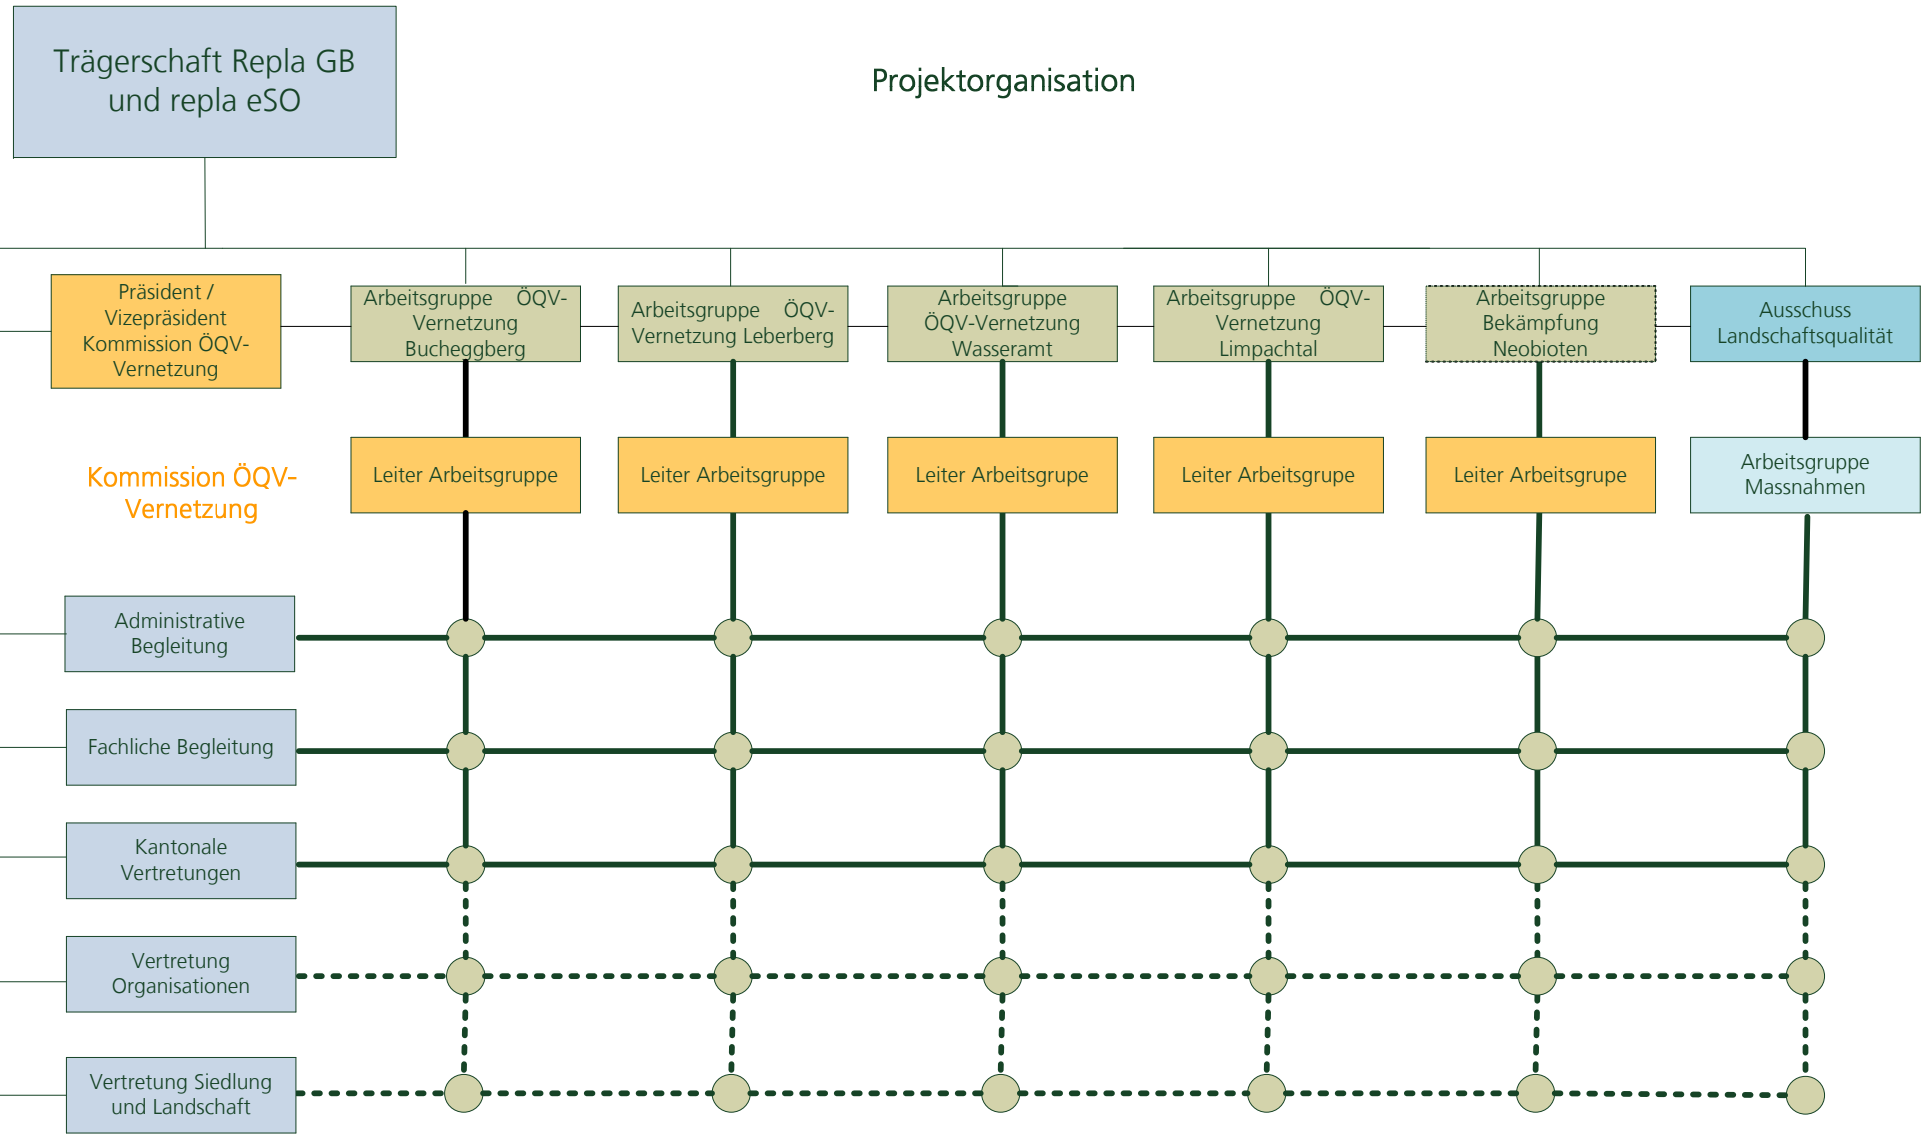 Trägerschaft Repla GB
und repla eSO
Projektorganisation
Präsident /
Vizepräsident
Kommission ÖQV-
Vernetzung
Arbeitsgruppe ÖQV-
Vernetzung
Bucheggberg
Arbeitsgruppe ÖQV-
Vernetzung Leberberg
Arbeitsgruppe
ÖQV-Vernetzung
Wasseramt
Arbeitsgruppe ÖQV-
Vernetzung
Limpachtal
Arbeitsgruppe
Bekämpfung
Neobioten
Ausschuss
Landschaftsqualität
Kommission ÖQV-
Vernetzung
Leiter Arbeitsgruppe
Leiter Arbeitsgruppe
Leiter Arbeitsgrupe
Leiter Arbeitsgrupe
Leiter Arbeitsgrupe
Arbeitsgruppe
Massnahmen
Administrative
Begleitung
Fachliche Begleitung
Kantonale
Vertretungen
Vertretung
Organisationen
Vertretung Siedlung
und Landschaft